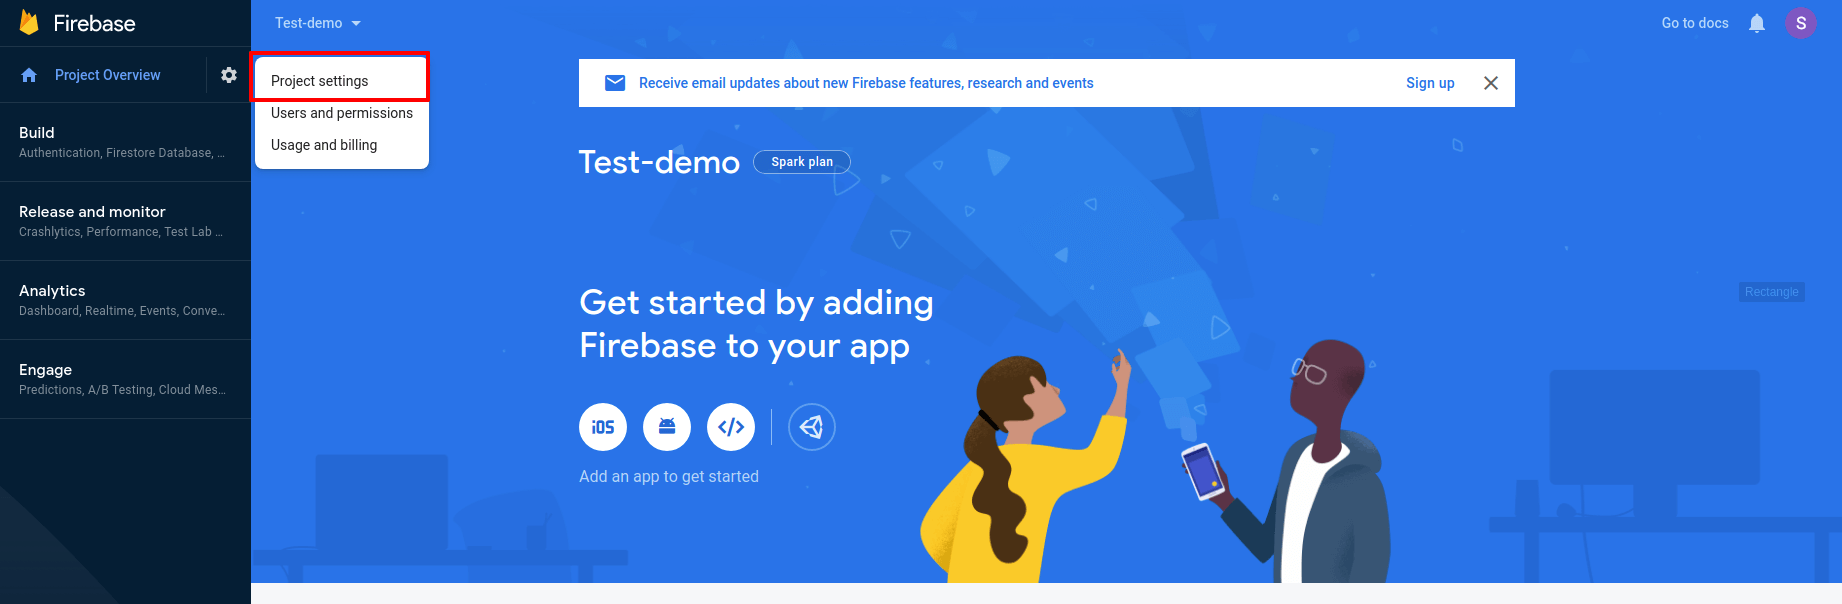 Firebase
Test-demo
Go to docs
S
Project Overview
Project settings
Users and permissions
Usage and billing
Receive email updates about new Firebase features, research and events
Sign up
Build
Authentication, Firestore Database, ...
Release and monitor
Crashlytics, Performance, Test Lab ...
Analytics
Dashboard, Realtime, Events, Conve...
Engage
Predictions, A/B Testing, Cloud Mes...
Test-demo
Spark plan
Get started by adding
Firebase to your app
iOS
Add an app to get started
Rectangle